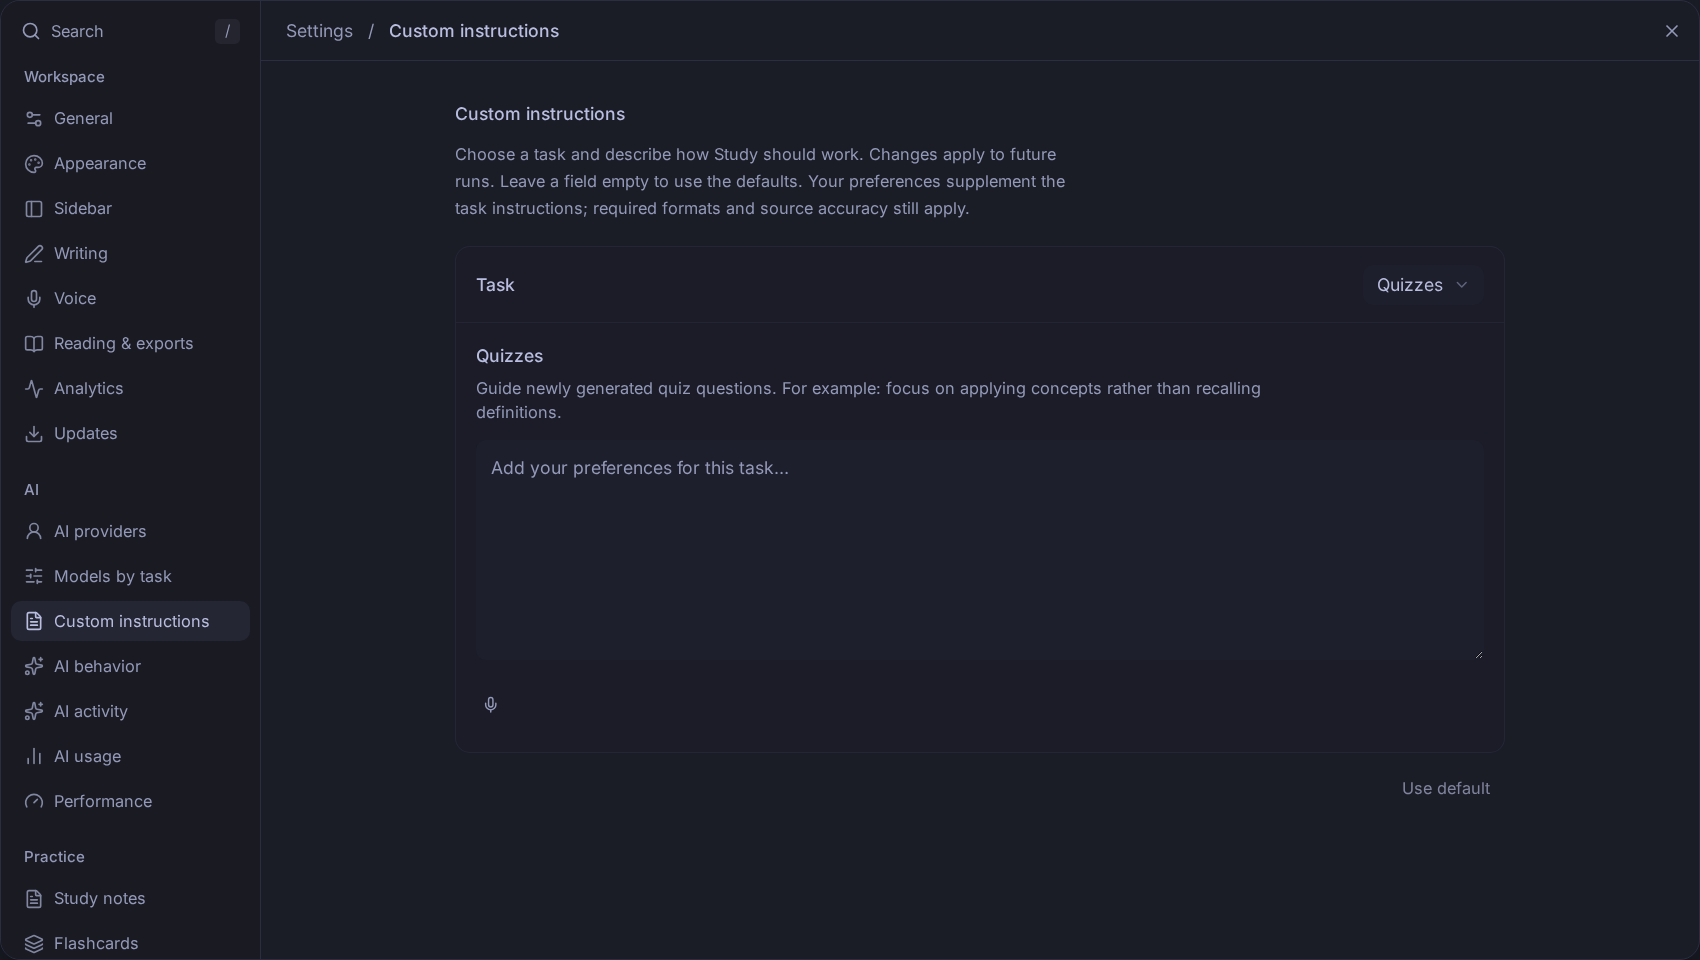 Search
/
Workspace
General
Appearance
Sidebar
Writing
Voice
Reading & exports
Analytics
Updates
AI
AI providers
Models by task
Custom instructions
AI behavior
AI activity
AI usage
Performance
Practice
Study notes
Flashcards
Settings / Custom instructions
Custom instructions
Choose a task and describe how Study should work. Changes apply to future
runs. Leave a field empty to use the defaults. Your preferences supplement the
task instructions; required formats and source accuracy still apply.
Task
Quizzes
Quizzes
Guide newly generated quiz questions. For example: focus on applying concepts rather than recalling
definitions.
Add your preferences for this task...
Use default